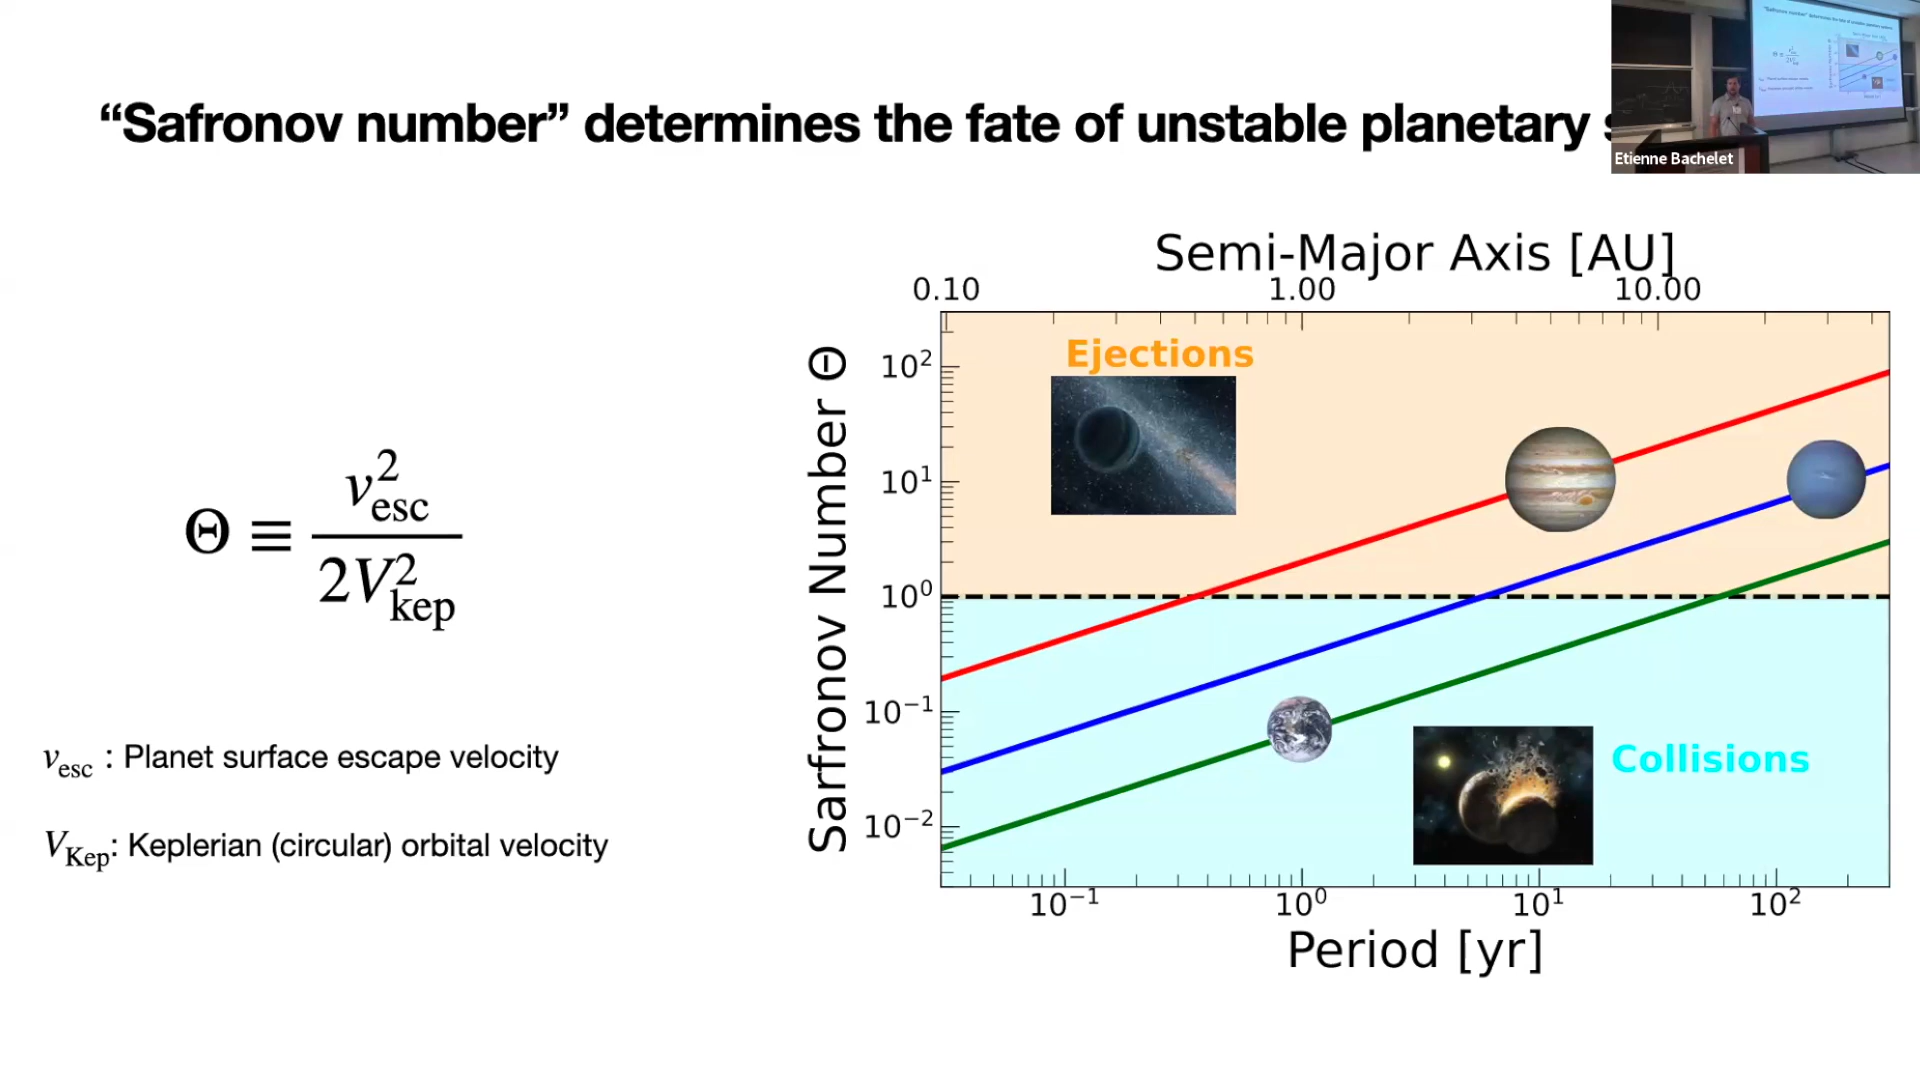 “Safronov number” determines the fate of unstable planetary
Etienne Bachelet
Θ ≡ v²esc / 2V²kep
vesc : Planet surface escape velocity
VKep: Keplerian (circular) orbital velocity
Semi-Major Axis [AU]
0.10 1.00 10.00
Sarfronov Number Θ
10² 10¹ 10⁰ 10⁻¹ 10⁻²
Ejections
Collisions
10⁻¹ 10⁰ 10¹ 10²
Period [yr]